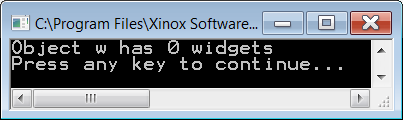 C:\Program Files\Xinox Software...
Object w has 0 widgets
Press any key to continue...